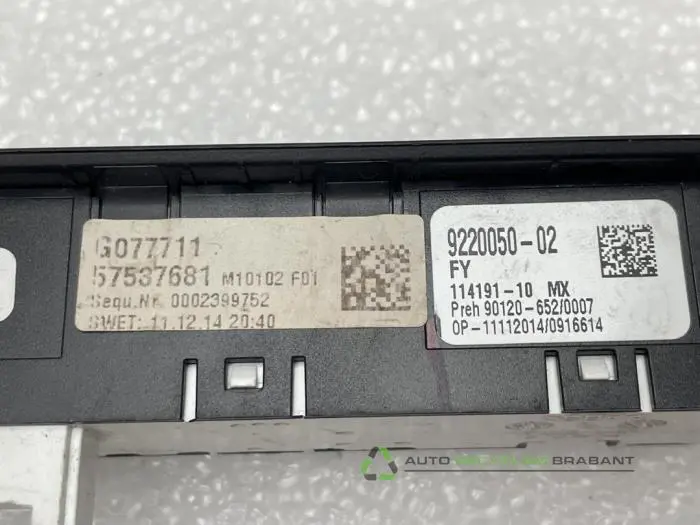 G077711
57537681 M10102 F01
Sequ.Nr. 0002399752
SWET: 11.12.14 20:40
9220050-02
FY
114191-10 MX
Preh 90120-652/0007
OP-11112014/0916614
AUTO RECYCLING BRABANT